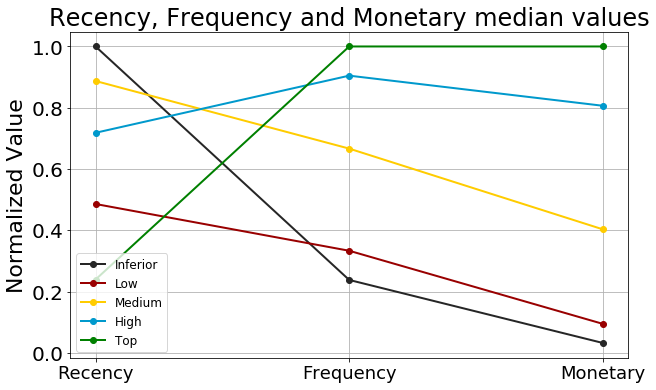 Recency, Frequency and Monetary median values
Normalized Value
1.0
0.8
0.6
0.4
0.2
0.0
Inferior
Low
Medium
High
Top
Recency
Frequency
Monetary